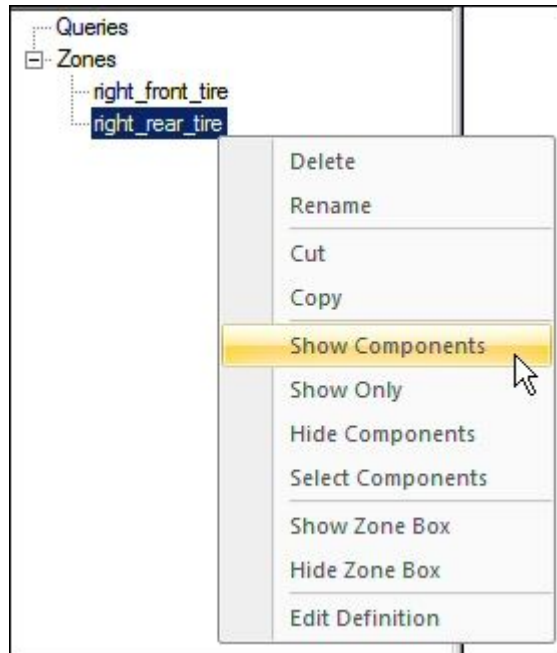 Queries
Zones
right_front_tire
right_rear_tire
Delete
Rename
Cut
Copy
Show Components
Show Only
Hide Components
Select Components
Show Zone Box
Hide Zone Box
Edit Definition